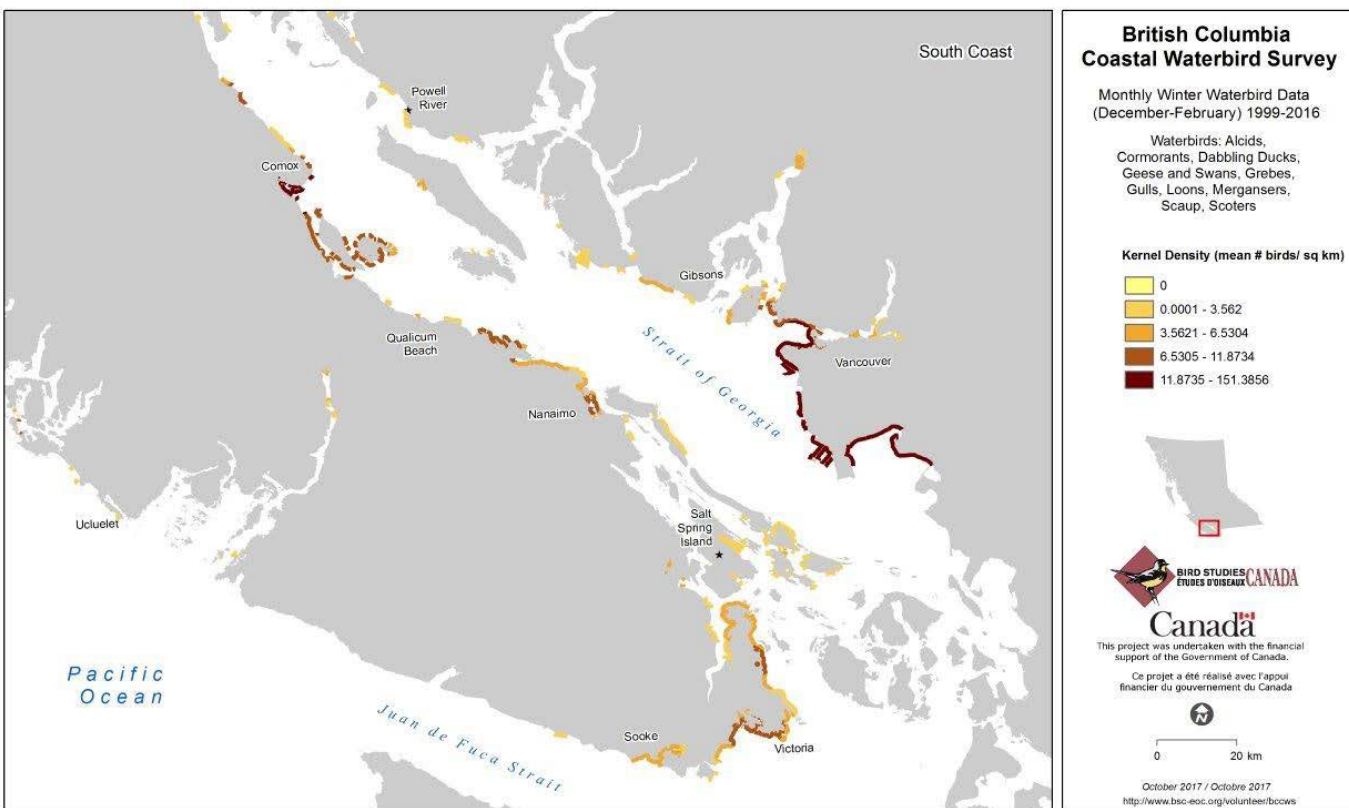 South Coast
Powell
River
Comox
Gibsons
Qualicum
Beach
Vancouver
Strait of Georgia
Nanaimo
Ucluelet
Salt
Spring
Island
Pacific
Ocean
Juan de Fuca Strait
Sooke
Victoria
British Columbia
Coastal Waterbird Survey
Monthly Winter Waterbird Data
(December-February) 1999-2016
Waterbirds: Alcids,
Cormorants, Dabbling Ducks,
Geese and Swans, Grebes,
Gulls, Loons, Mergansers,
Scaup, Scoters
Kernel Density (mean # birds/ sq km)
0
0.0001 - 3.562
3.5621 - 6.5304
6.5305 - 11.8734
11.8735 - 151.3856
BIRD STUDIES
ÉTUDES D'OISEAUX CANADA
Canada
This project was undertaken with the financial
support of the Government of Canada.
Ce projet a été réalisé avec l'appui
financier du gouvernement du Canada
N
0 20 km
October 2017 / Octobre 2017
http://www.bsc-eoc.org/volunteer/bccws